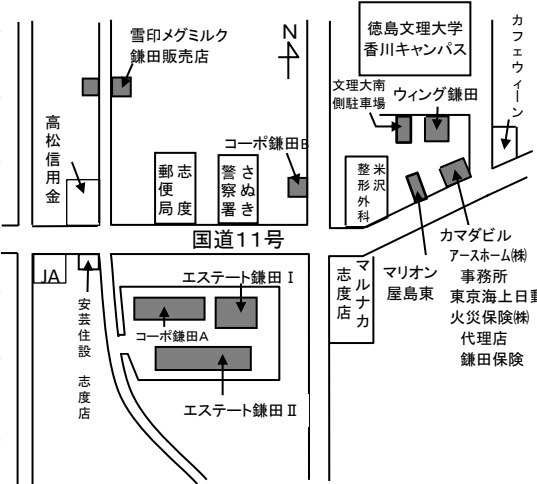 雪印メグミルク
鎌田販売店
N
徳島文理大学
香川キャンパス
カフェウィーン
文理大南
側駐車場
ウィング鎌田
高松信用金
コーポ鎌田B
志度
郵便局
さぬき
警察署
米沢
整形外科
国道11号
カマダビル
アースホーム㈱
事務所
東京海上日動
火災保険㈱
代理店
鎌田保険
マリオン
屋島東
マルナカ
志度店
JA
安芸住設 志度店
エステート鎌田Ⅰ
コーポ鎌田A
エステート鎌田Ⅱ